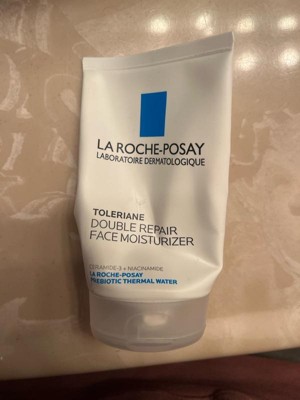 LA ROCHE-POSAY
LABORATOIRE DERMATOLOGIQUE
TOLERIANE
DOUBLE REPAIR
FACE MOISTURIZER
CERAMIDE-3 + NIACINAMIDE
LA ROCHE-POSAY
PREBIOTIC THERMAL WATER